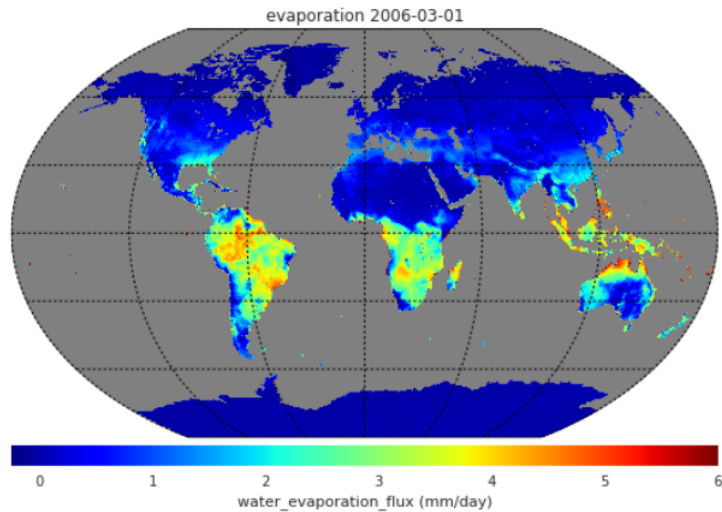 evaporation 2006-03-01
0 1 2 3 4 5 6
water_evaporation_flux (mm/day)